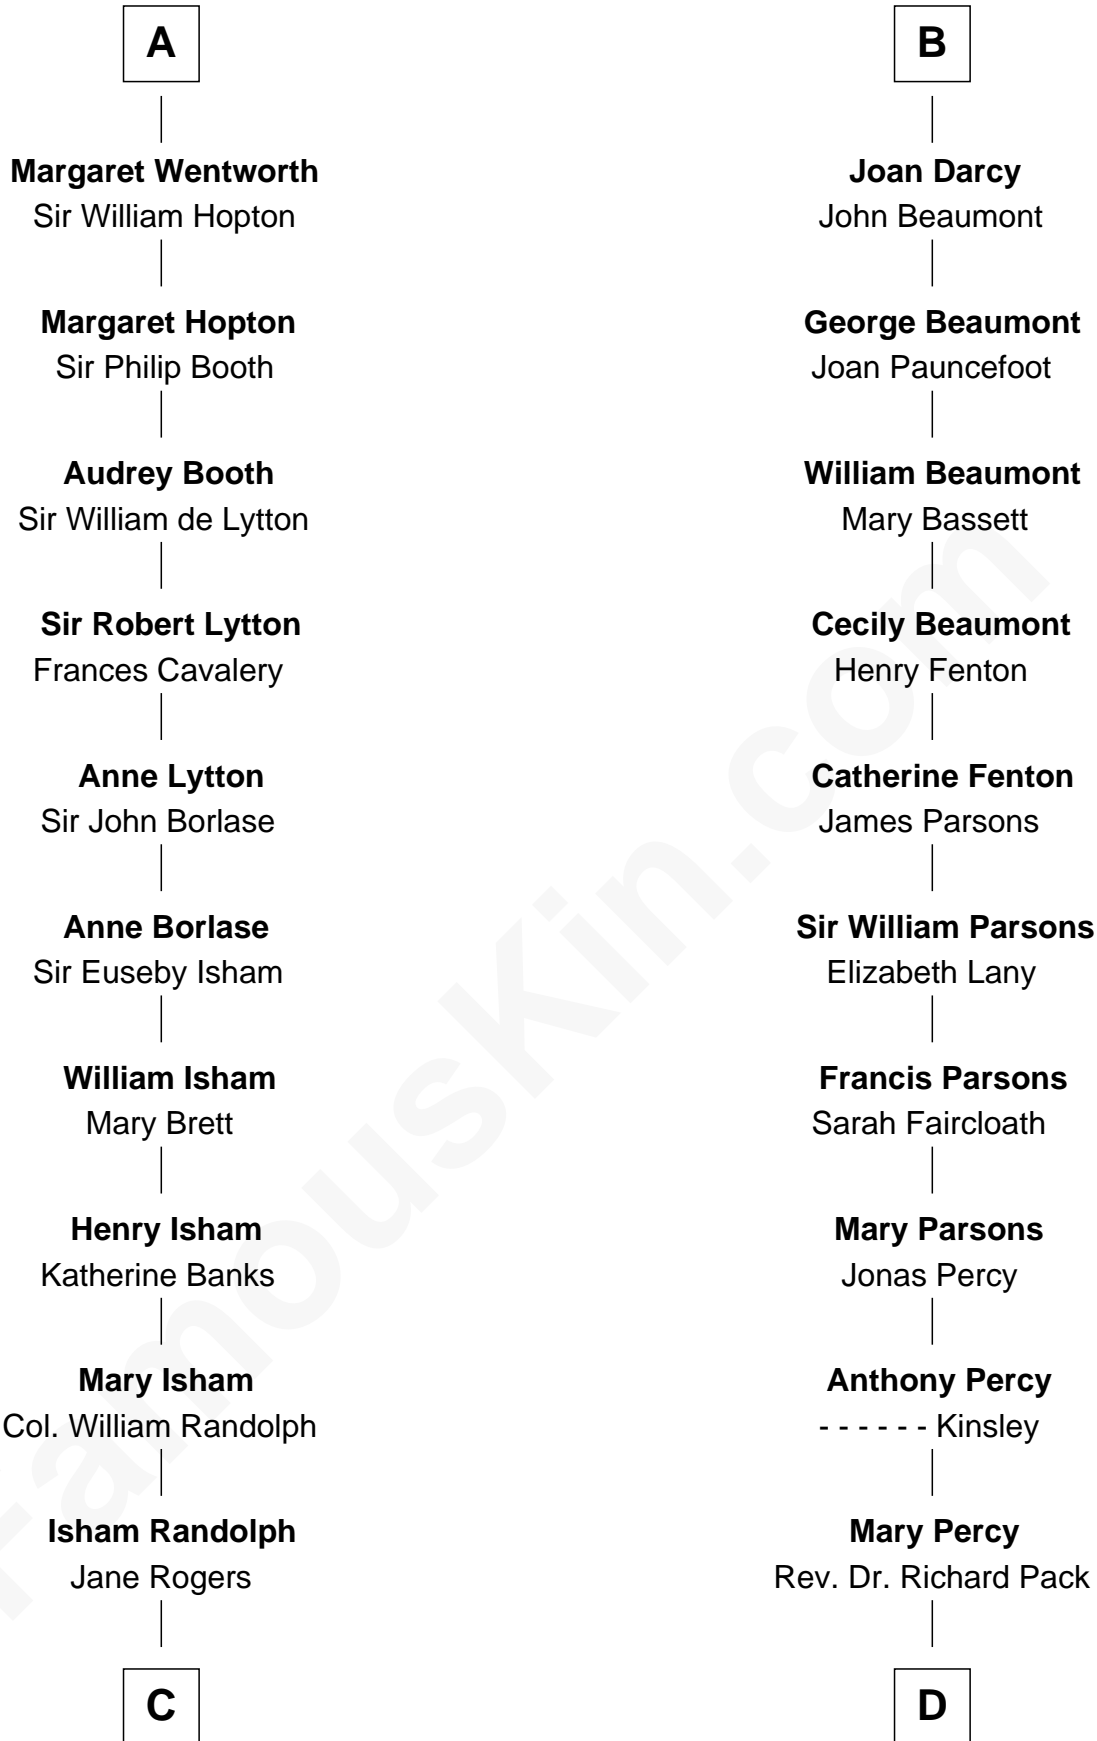 A
Margaret Wentworth
Sir William Hopton
Margaret Hopton
Sir Philip Booth
Audrey Booth
Sir William de Lytton
Sir Robert Lytton
Frances Cavalery
Anne Lytton
Sir John Borlase
Anne Borlase
Sir Euseby Isham
William Isham
Mary Brett
Henry Isham
Katherine Banks
Mary Isham
Col. William Randolph
Isham Randolph
Jane Rogers
C
B
Joan Darcy
John Beaumont
George Beaumont
Joan Pauncefoot
William Beaumont
Mary Bassett
Cecily Beaumont
Henry Fenton
Catherine Fenton
James Parsons
Sir William Parsons
Elizabeth Lany
Francis Parsons
Sarah Faircloath
Mary Parsons
Jonas Percy
Anthony Percy
- - - - - - Kinsley
Mary Percy
Rev. Dr. Richard Pack
D
FamousKin.com